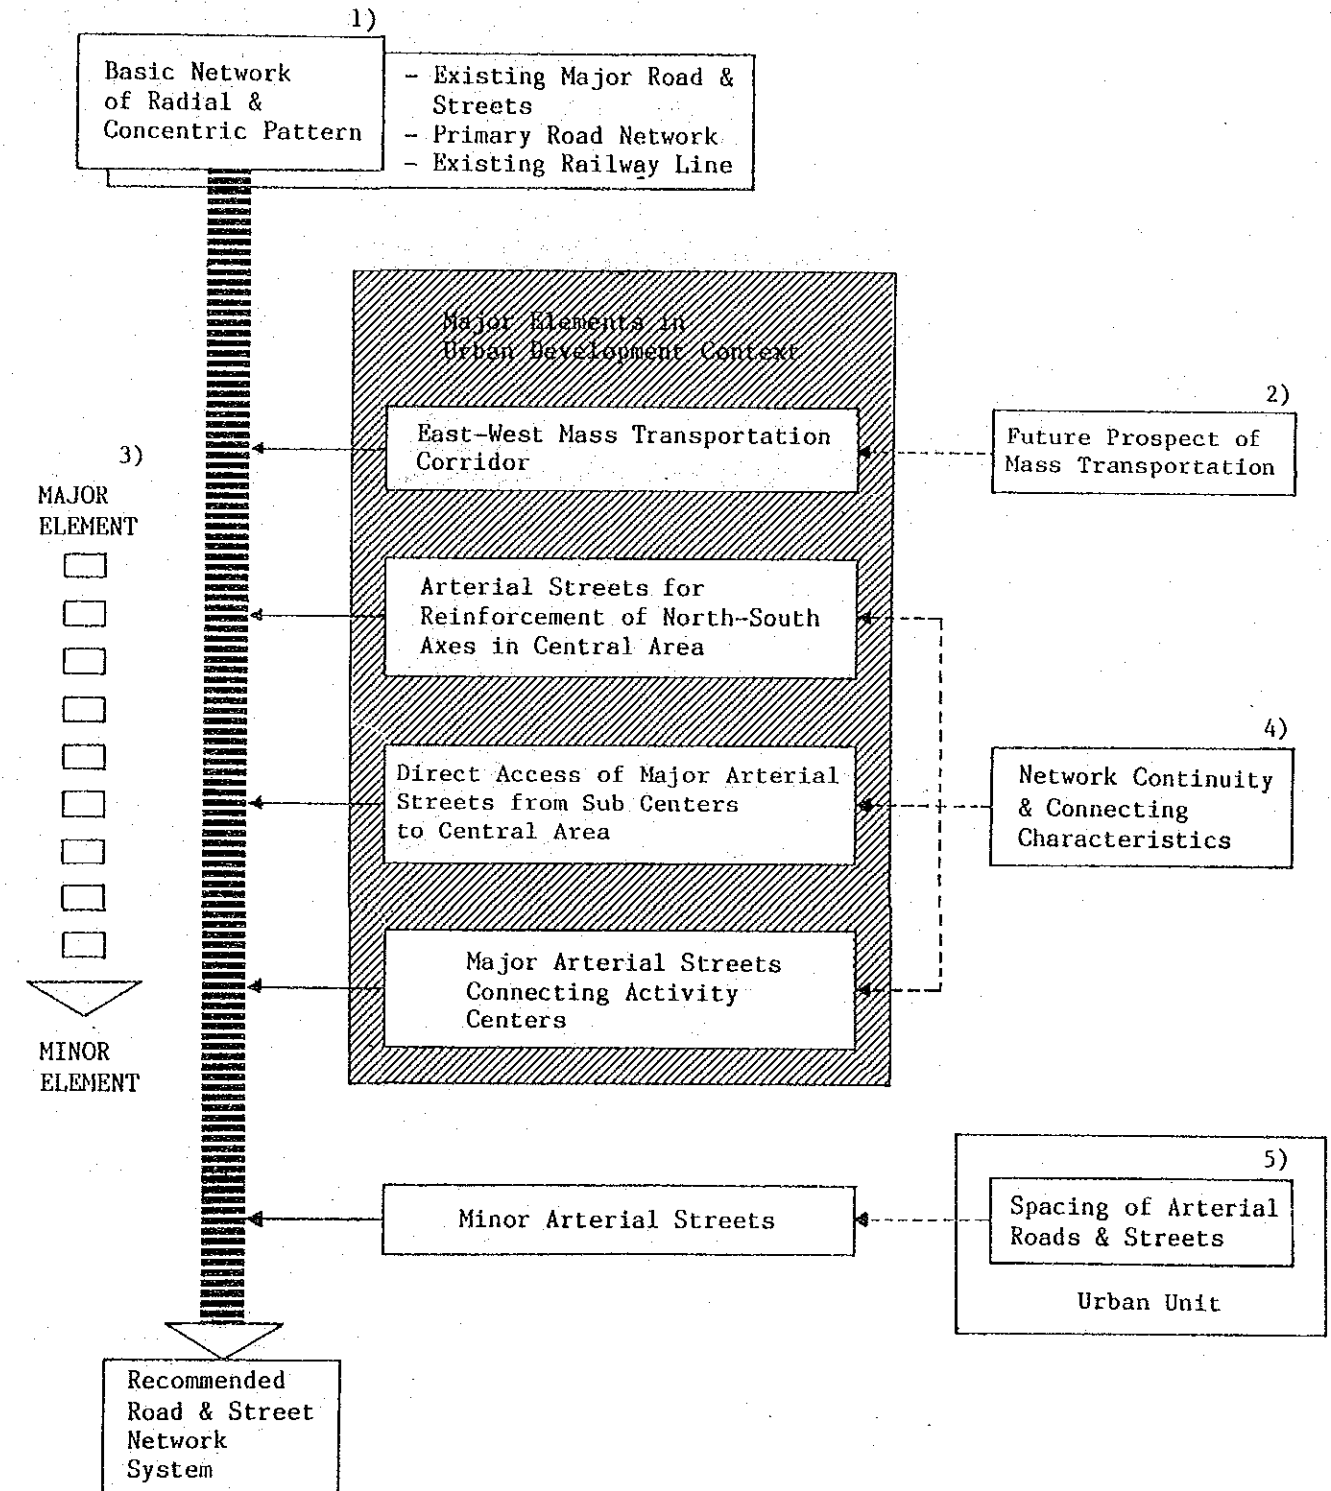 1)
Basic Network
of Radial &
Concentric Pattern
- Existing Major Road &
Streets
- Primary Road Network
- Existing Railway Line
Major Elements in
Urban Development Context
East-West Mass Transportation
Corridor
2)
Future Prospect of
Mass Transportation
3)
MAJOR
ELEMENT
Arterial Streets for
Reinforcement of North-South
Axes in Central Area
Direct Access of Major Arterial
Streets from Sub Centers
to Central Area
4)
Network Continuity
& Connecting
Characteristics
Major Arterial Streets
Connecting Activity
Centers
MINOR
ELEMENT
Minor Arterial Streets
5)
Spacing of Arterial
Roads & Streets
Urban Unit
Recommended
Road & Street
Network
System